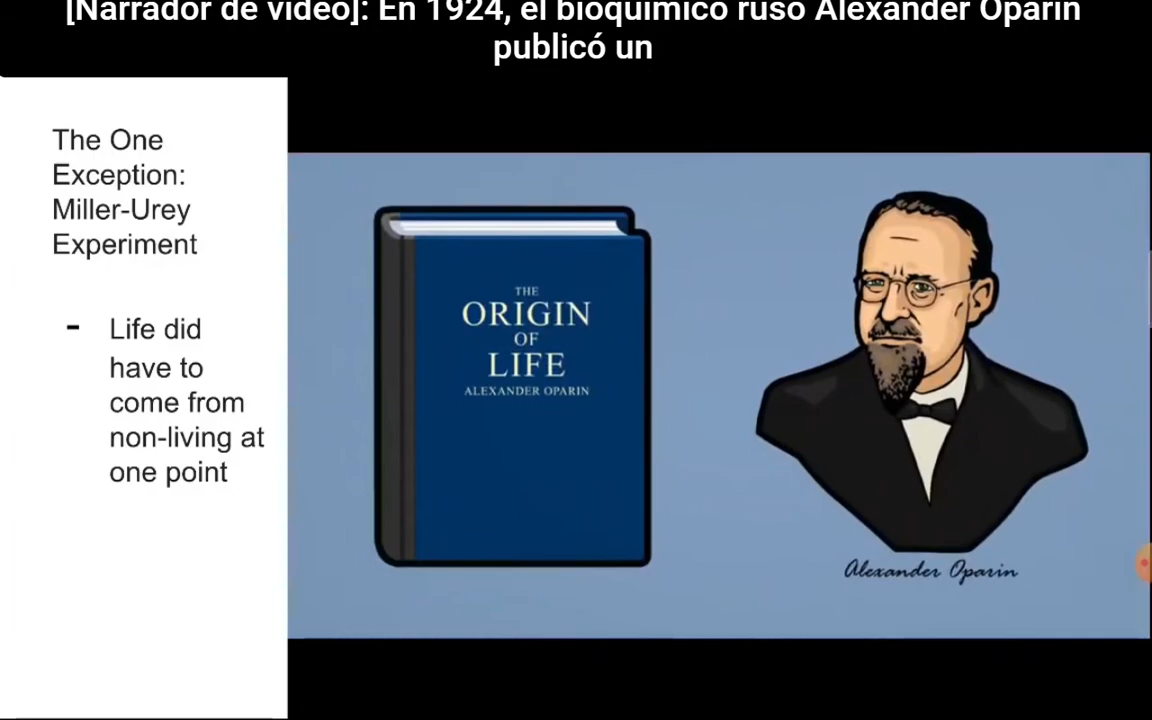 [Narrador de video]: En 1924, el bioquímico ruso Alexander Oparin
publicó un
The One
Exception:
Miller-Urey
Experiment
- Life did
have to
come from
non-living at
one point
THE
ORIGIN
OF
LIFE
ALEXANDER OPARIN
Alexander Oparin